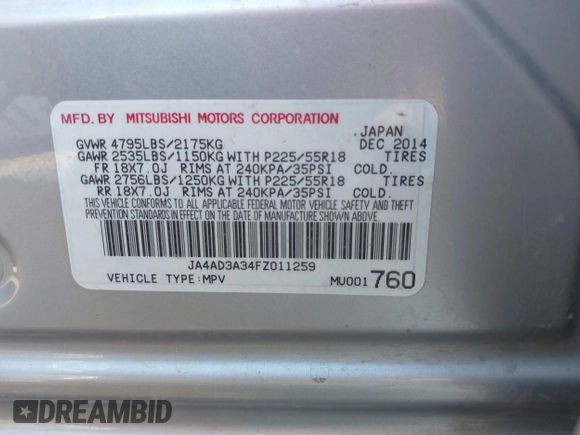 MFD. BY MITSUBISHI MOTORS CORPORATION
GVWR 4795LBS/2175KG JAPAN DEC 2014
GAWR 2535LBS/1150KG WITH P225/55R18 TIRES
FR 18X7.0J RIMS AT 240KPA/35PSI COLD.
GAWR 2756LBS/1250KG WITH P225/55R18 TIRES
RR 18X7.0J RIMS AT 240KPA/35PSI COLD.
THIS VEHICLE CONFORMS TO ALL APPLICABLE FEDERAL MOTOR VEHICLE SAFETY AND THEFT
PREVENTION STANDARDS IN EFFECT ON THE DATE OF MANUFACTURE SHOWN ABOVE.
JA4AD3A34FZ011259
VEHICLE TYPE:MPV MU001760
DREAMBID